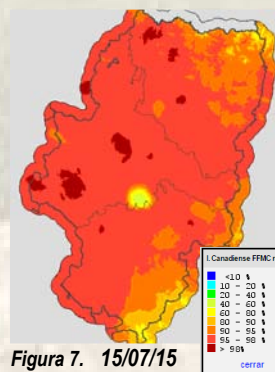 I. Canadiense FFMC
<10 %
10 - 20 %
20 - 40 %
40 - 60 %
60 - 80 %
80 - 90 %
90 - 95 %
95 - 98 %
> 98%
cerrar
Figura 7. 15/07/15